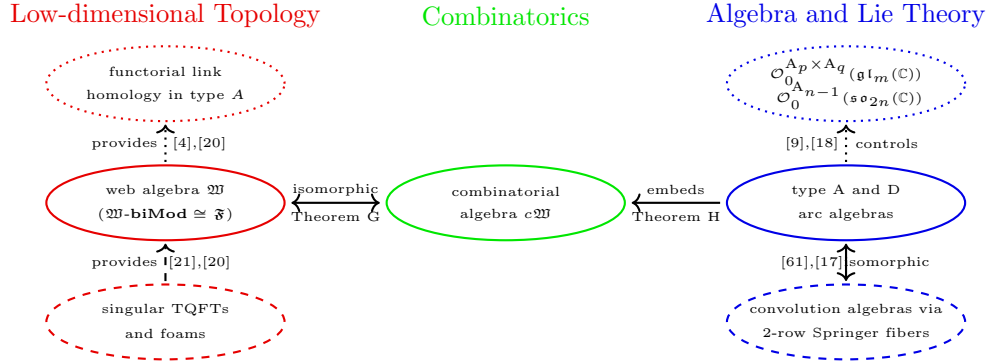 Low-dimensional Topology
Combinatorics
Algebra and Lie Theory
functorial link
homology in type A
𝒪₀^{A_p×A_q}(𝔤𝔩_m(ℂ))
𝒪₀^{A_{n−1}}(𝔰𝔬_{2n}(ℂ))
provides [4],[20]
[9],[18] controls
web algebra 𝔚
(𝔚-biMod ≅ 𝔉)
isomorphic
Theorem G
combinatorial
algebra c𝔚
embeds
Theorem H
type A and D
arc algebras
provides [21],[20]
[61],[17] isomorphic
singular TQFTs
and foams
convolution algebras via
2-row Springer fibers